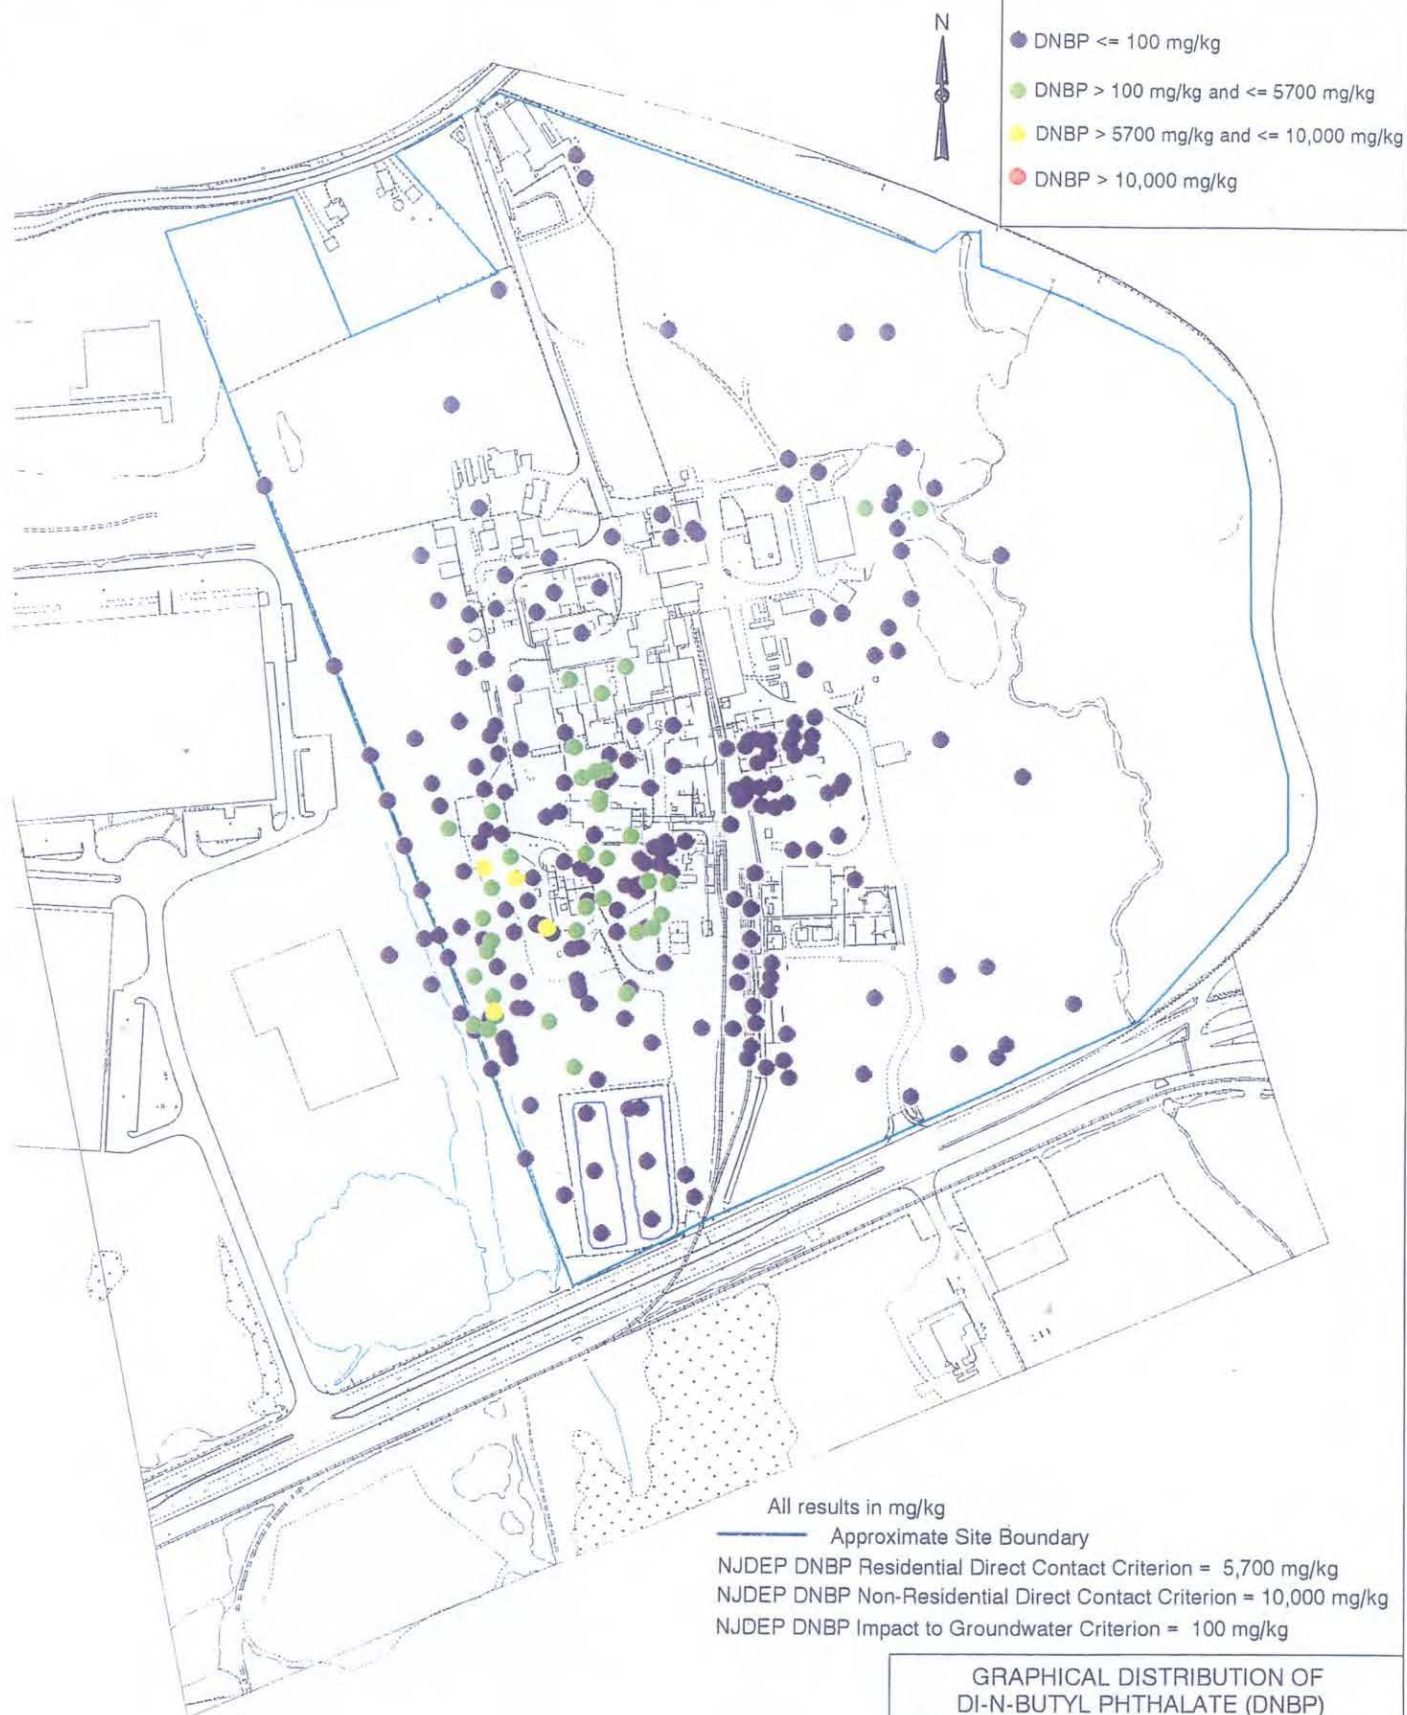 N
DNBP <= 100 mg/kg
DNBP > 100 mg/kg and <= 5700 mg/kg
DNBP > 5700 mg/kg and <= 10,000 mg/kg
DNBP > 10,000 mg/kg
All results in mg/kg
Approximate Site Boundary
NJDEP DNBP Residential Direct Contact Criterion = 5,700 mg/kg
NJDEP DNBP Non-Residential Direct Contact Criterion = 10,000 mg/kg
NJDEP DNBP Impact to Groundwater Criterion = 100 mg/kg
GRAPHICAL DISTRIBUTION OF
DI-N-BUTYL PHTHALATE (DNBP)